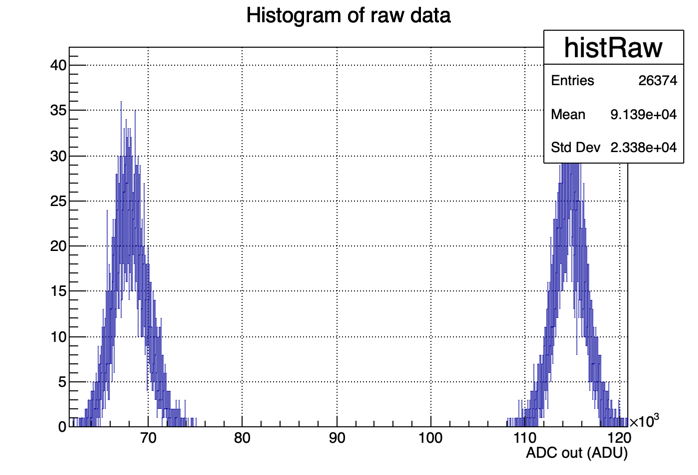 Histogram of raw data
histRaw
Entries 26374
Mean 9.139e+04
Std Dev 2.338e+04
40
35
30
25
20
15
10
5
0
70 80 90 100 110 120 ×10³
ADC out (ADU)